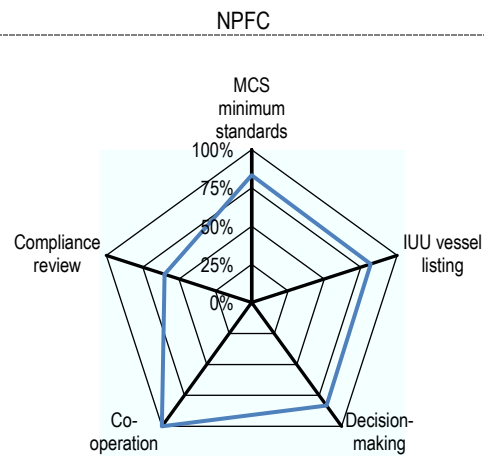 NPFC
MCS
minimum
standards
100%
75%
50%
25%
0%
IUU vessel
listing
Decision-
making
Co-
operation
Compliance
review